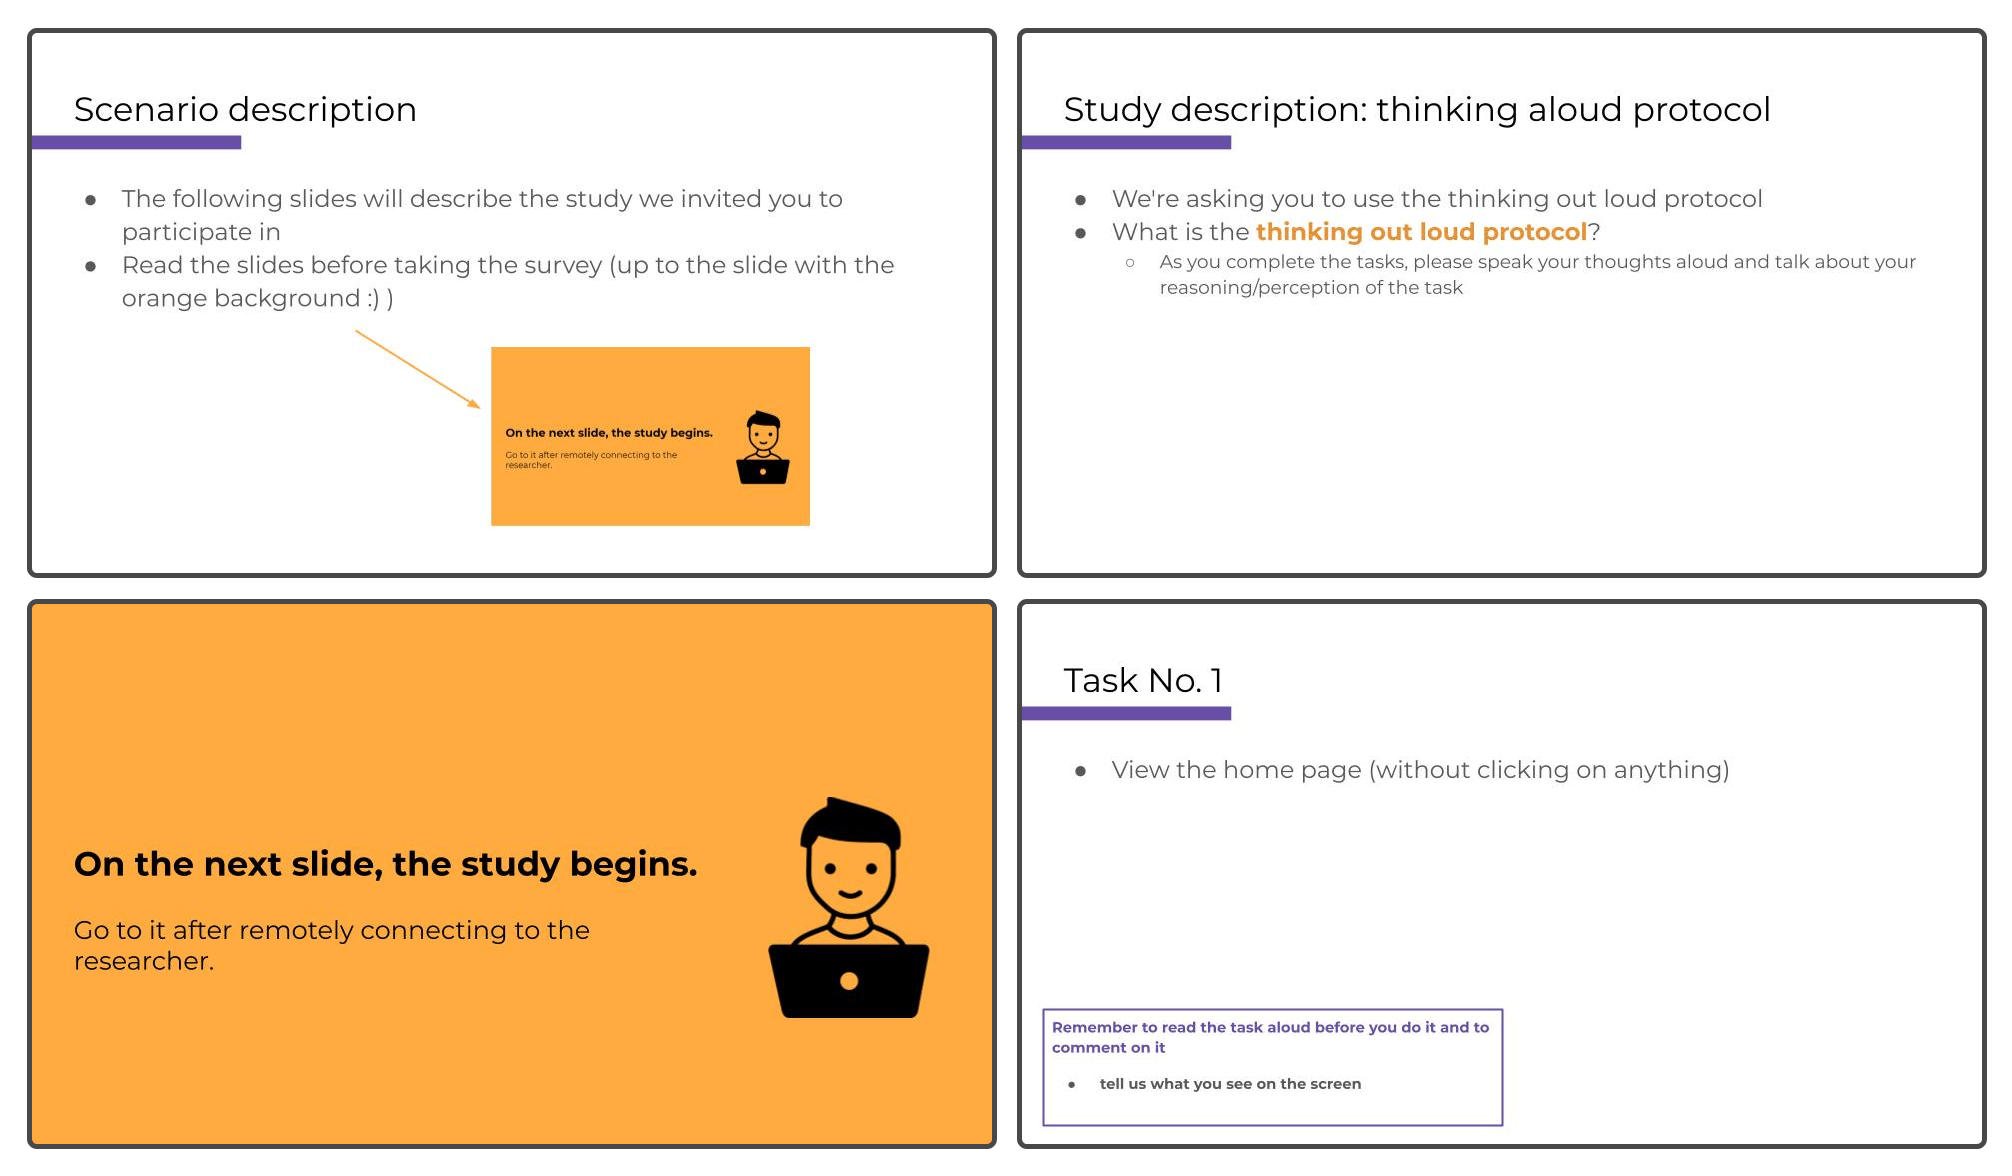 Scenario description
● The following slides will describe the study we invited you to
participate in
● Read the slides before taking the survey (up to the slide with the
orange background :) )
On the next slide, the study begins.
Go to it after remotely connecting to the
researcher.
Study description: thinking aloud protocol
● We're asking you to use the thinking out loud protocol
● What is the thinking out loud protocol?
○ As you complete the tasks, please speak your thoughts aloud and talk about your
reasoning/perception of the task
On the next slide, the study begins.
Go to it after remotely connecting to the
researcher.
Task No. 1
● View the home page (without clicking on anything)
Remember to read the task aloud before you do it and to
comment on it
● tell us what you see on the screen